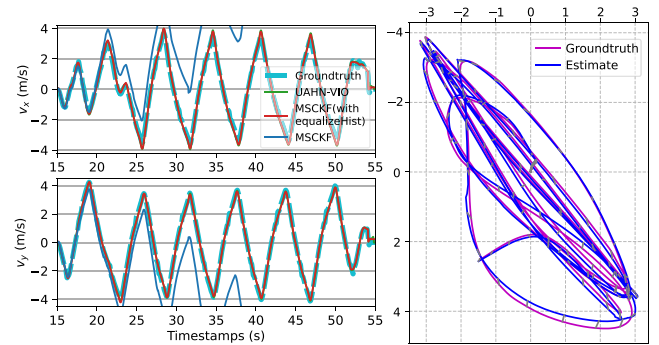 4
2
0
−2
−4
v_x (m/s)
15 20 25 30 35 40 45 50 55
Groundtruth
UAHN-VIO
MSCKF(with
equalizeHist)
MSCKF
4
2
0
−2
−4
v_y (m/s)
15 20 25 30 35 40 45 50 55
Timestamps (s)
−3 −2 −1 0 1 2 3
−4
−2
0
2
4
Groundtruth
Estimate